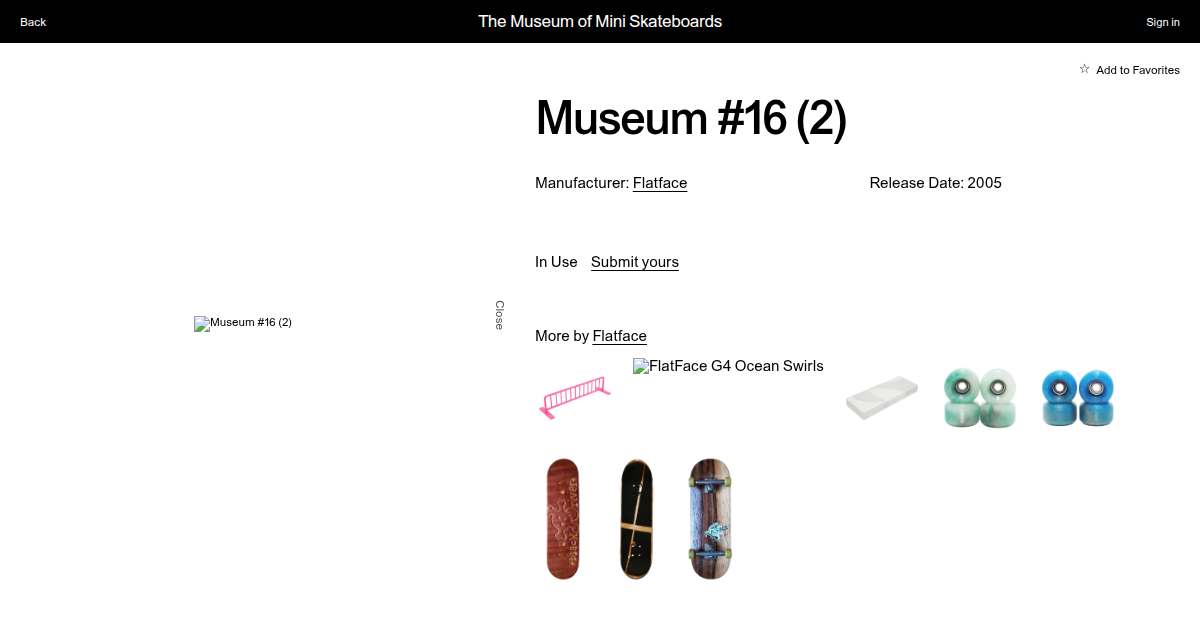 Back
The Museum of Mini Skateboards
Sign in
☆ Add to Favorites
Museum #16 (2)
Manufacturer: Flatface
Release Date: 2005
In Use Submit yours
Close
Museum #16 (2)
More by Flatface
FlatFace G4 Ocean Swirls